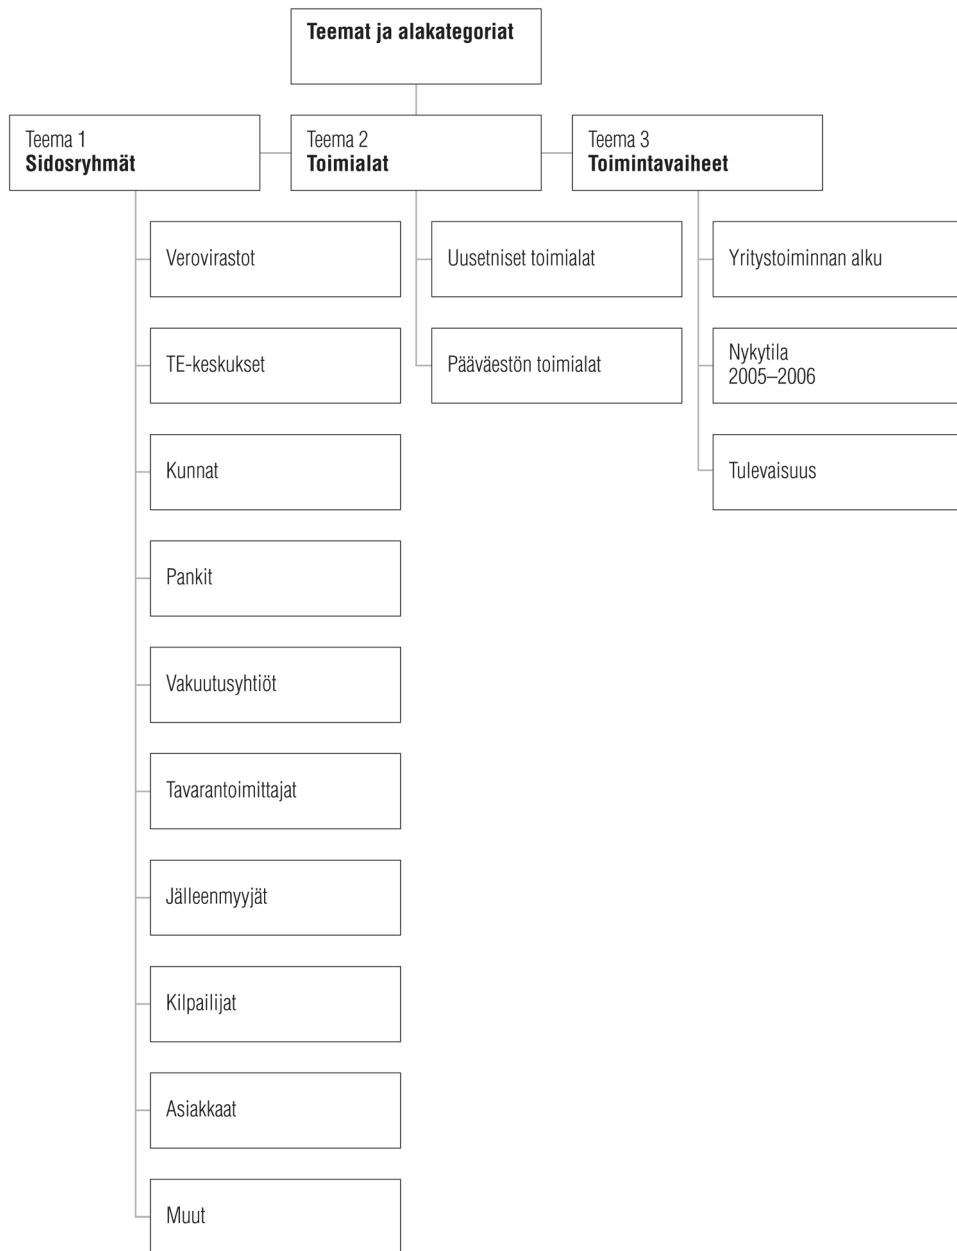 Teemat ja alakategoriat
Teema 1
Sidosryhmät
Teema 2
Toimialat
Teema 3
Toimintavaiheet
Verovirastot
TE-keskukset
Kunnat
Pankit
Vakuutusyhtiöt
Tavarantoimittajat
Jälleenmyyjät
Kilpailijat
Asiakkaat
Muut
Uusetniset toimialat
Pääväestön toimialat
Yritystoiminnan alku
Nykytila
2005–2006
Tulevaisuus